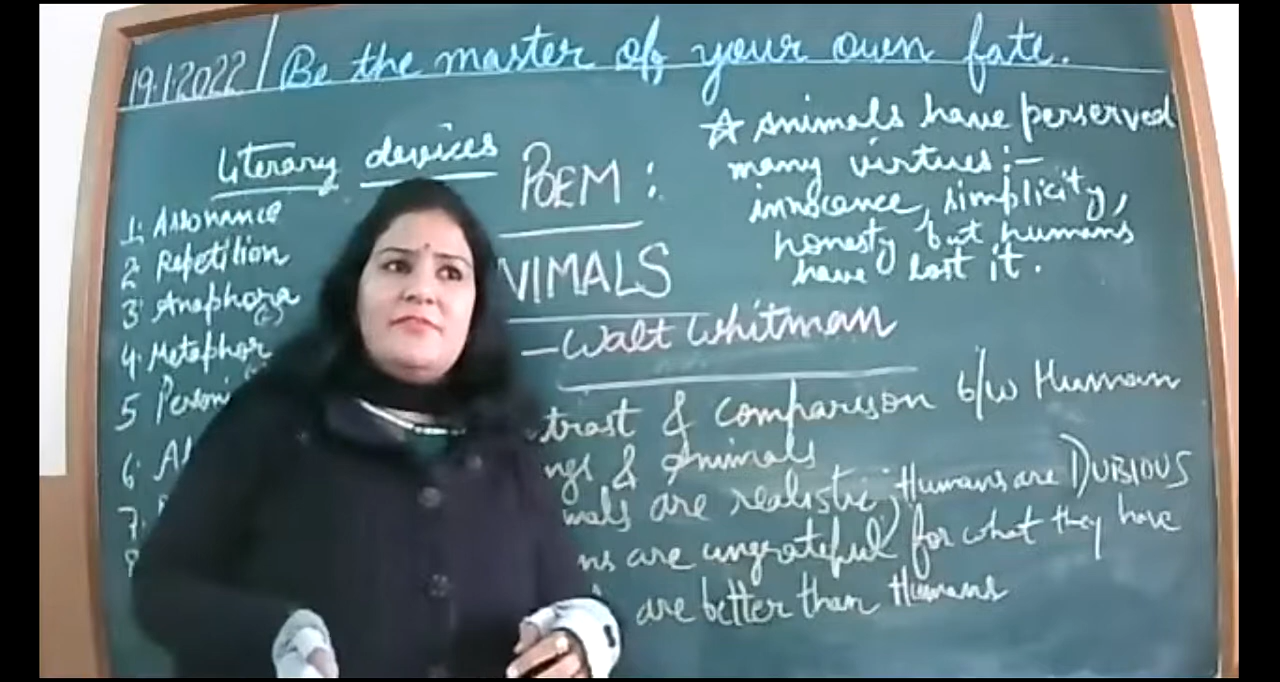 19.1.2022 / Be the master of your own fate.
Literary devices
1. Assonance
2. Repetition
3. Anaphora
4. Metaphor
5 Personi
6. Al
7.
8
POEM :
NIMALS
- Walt Whitman
☆ Animals have perserved
many virtues :-
innocence, simplicity,
honesty but humans
have lost it.
trast & comparison b/w Human
ngs & Animals
mals are realistic, Humans are DUBIOUS
ns are ungrateful for what they have
are better than Humans